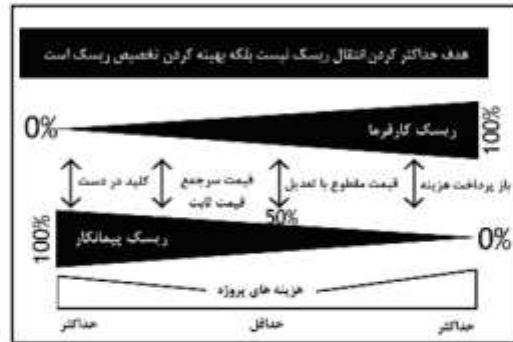 هدف حداکثر کردن انتقال ریسک نیست بلکه بهینه کردن تخصیص ریسک است
100%
ریسک کارفرما
0%
باز پرداخت هزینه
قیمت مقطوع با تعدیل
قیمت سرجمع
قیمت ثابت
کلید در دست
50%
0%
ریسک پیمانکار
100%
هزینه های پروژه
حداکثر
حداقل
حداکثر